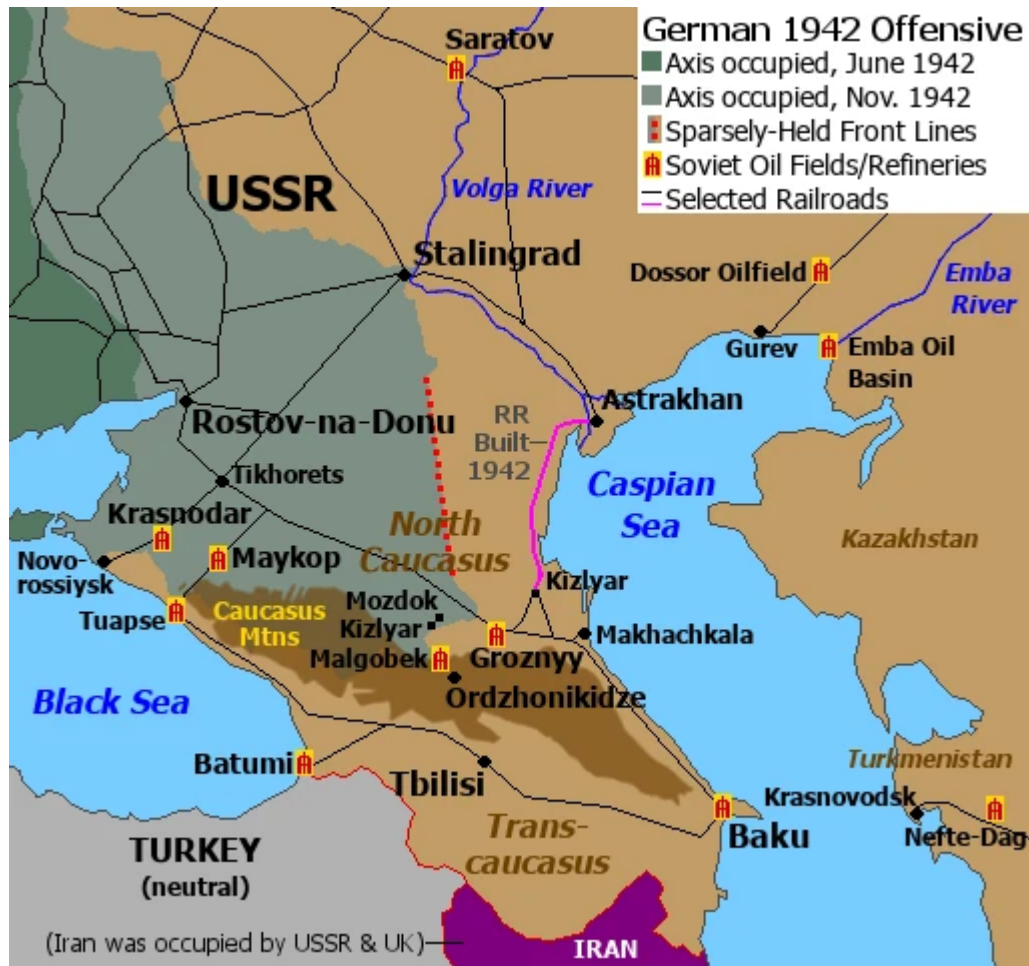 German 1942 Offensive
Axis occupied, June 1942
Axis occupied, Nov. 1942
Sparsely-Held Front Lines
Soviet Oil Fields/Refineries
Selected Railroads
Saratov
USSR
Volga River
Stalingrad
Dossor Oilfield
Emba
River
Gurev
Emba Oil
Basin
Astrakhan
Rostov-na-Donu
RR
Built
1942
Tikhorets
Caspian
Sea
Krasnodar
North
Caucasus
Kazakhstan
Novo-
rossiysk
Maykop
Kizlyar
Tuapse
Caucasus
Mtns
Mozdok
Kizlyar
Makhachkala
Malgobek
Groznyy
Ordzhonikidze
Black Sea
Batumi
Tbilisi
Turkmenistan
Krasnovodsk
Nefte-Dag
Baku
Trans-
caucasus
TURKEY
(neutral)
(Iran was occupied by USSR & UK)
IRAN